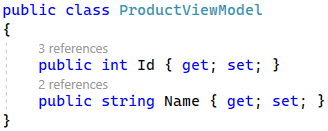 public class ProductViewModel
{
3 references
public int Id { get; set; }
2 references
public string Name { get; set; }
}